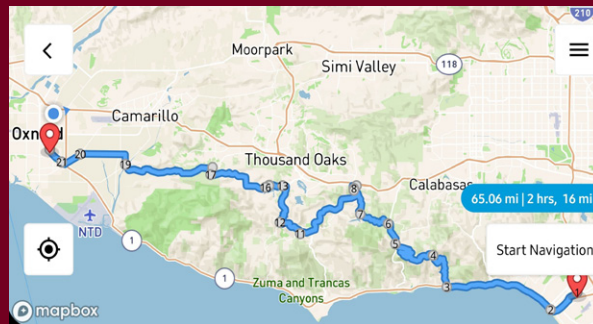 210
Moorpark
Simi Valley
118
Camarillo
Oxn
21
20
19
17
Thousand Oaks
16
13
8
Calabasas
65.06 mi | 2 hrs, 16 mi
NTD
12
11
7
6
5
4
Start Navigation
1
1
Zuma and Trancas
Canyons
3
2
1
mapbox